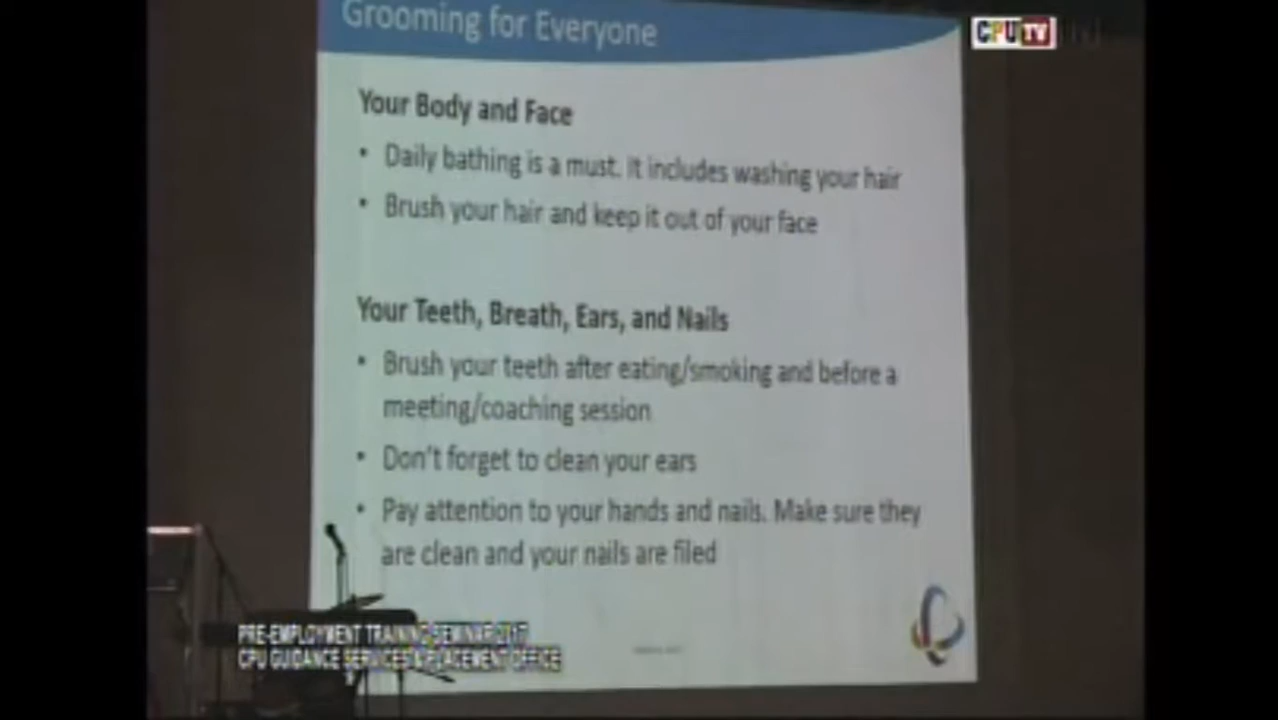 Grooming for Everyone
CPU TV
Your Body and Face
• Daily bathing is a must. It includes washing your hair
• Brush your hair and keep it out of your face
Your Teeth, Breath, Ears, and Nails
• Brush your teeth after eating/smoking and before a
meeting/coaching session
• Don't forget to clean your ears
• Pay attention to your hands and nails. Make sure they
are clean and your nails are filed
PRE-EMPLOYMENT TRAINING SEMINAR 2017
CPU GUIDANCE SERVICES & PLACEMENT OFFICE